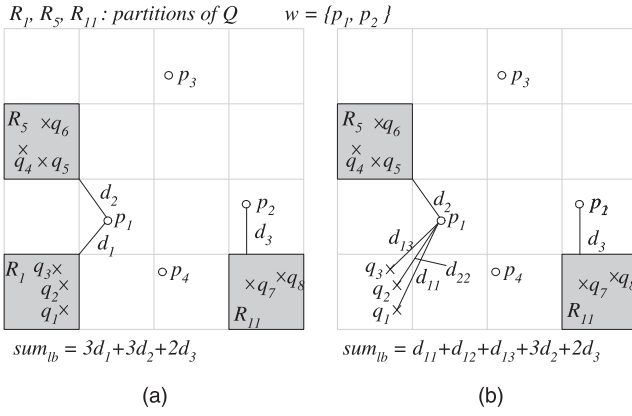 R1, R5, R11 : partitions of Q w = {p1, p2 }
p3
R5 q6
q4 q5
d2
p1
p2
d1
d3
R1 q3
q2
q1
p4
q7 q8
R11
sumlb = 3d1+3d2+2d3
(a)
p3
R5 q6
q4 q5
d2
p1
d13
d3
q3
q2
q1
d11
d22
p4
q7 q8
R11
sumlb = d11+d12+d13+3d2+2d3
(b)